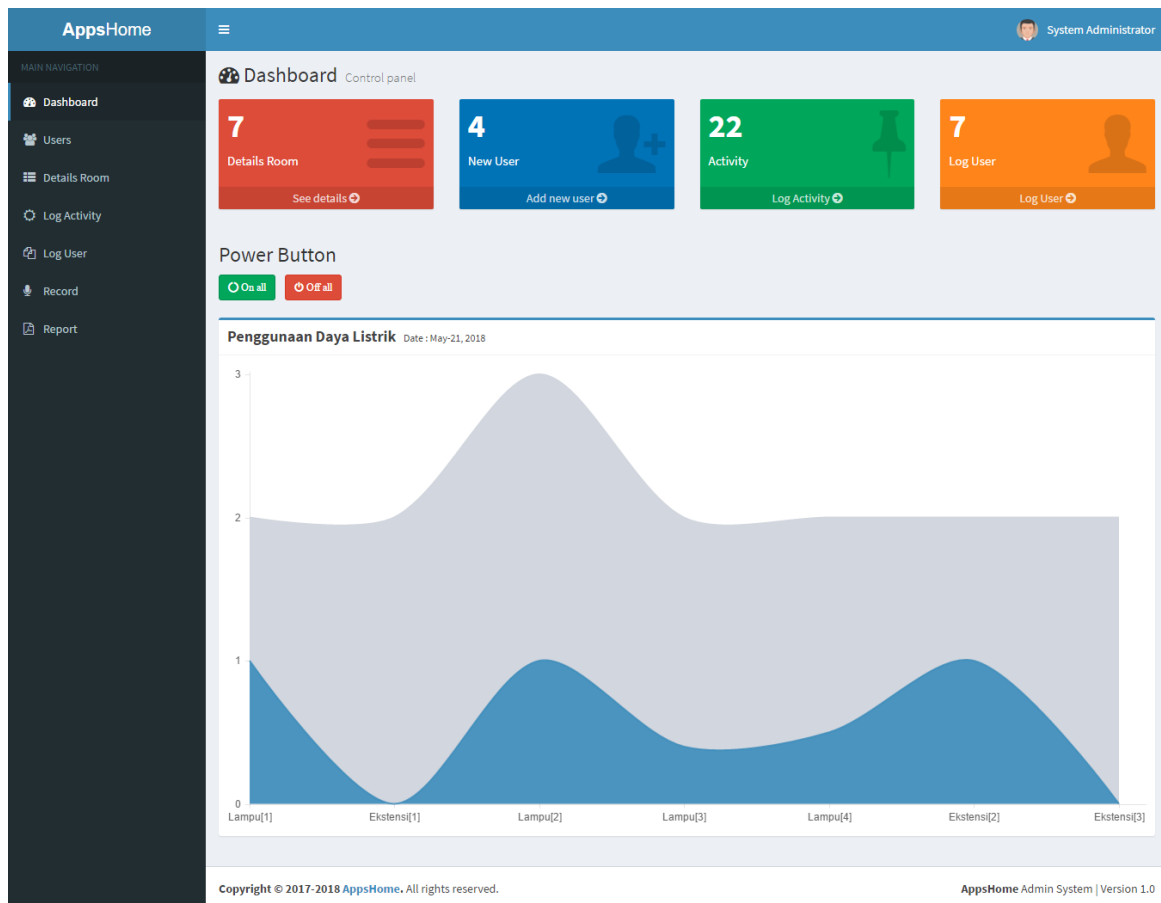 AppsHome
System Administrator
MAIN NAVIGATION
Dashboard
Users
Details Room
Log Activity
Log User
Record
Report
Dashboard Control panel
7
Details Room
See details
4
New User
Add new user
22
Activity
Log Activity
7
Log User
Log User
Power Button
On all
Off all
Penggunaan Daya Listrik Date : May-21, 2018
3
2
1
0
Lampu[1] Ekstensi[1] Lampu[2] Lampu[3] Lampu[4] Ekstensi[2] Ekstensi[3]
Copyright © 2017-2018 AppsHome. All rights reserved.
AppsHome Admin System | Version 1.0